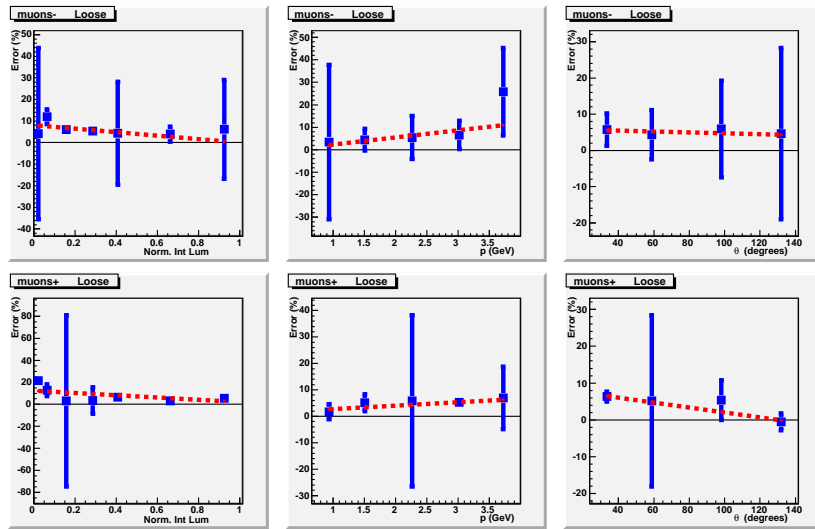 muons- Loose
Error (%)
50
40
30
20
10
0
-10
-20
-30
-40
0 0.2 0.4 0.6 0.8 1
Norm. Int Lum
muons- Loose
Error (%)
50
40
30
20
10
0
-10
-20
-30
1 1.5 2 2.5 3 3.5
p (GeV)
muons- Loose
Error (%)
30
20
10
0
-10
-20
40 60 80 100 120 140
θ (degrees)
muons+ Loose
Error (%)
80
60
40
20
0
-20
-40
-60
-80
0 0.2 0.4 0.6 0.8 1
Norm. Int Lum
muons+ Loose
Error (%)
40
30
20
10
0
-10
-20
-30
1 1.5 2 2.5 3 3.5
p (GeV)
muons+ Loose
Error (%)
30
20
10
0
-10
-20
40 60 80 100 120 140
θ (degrees)